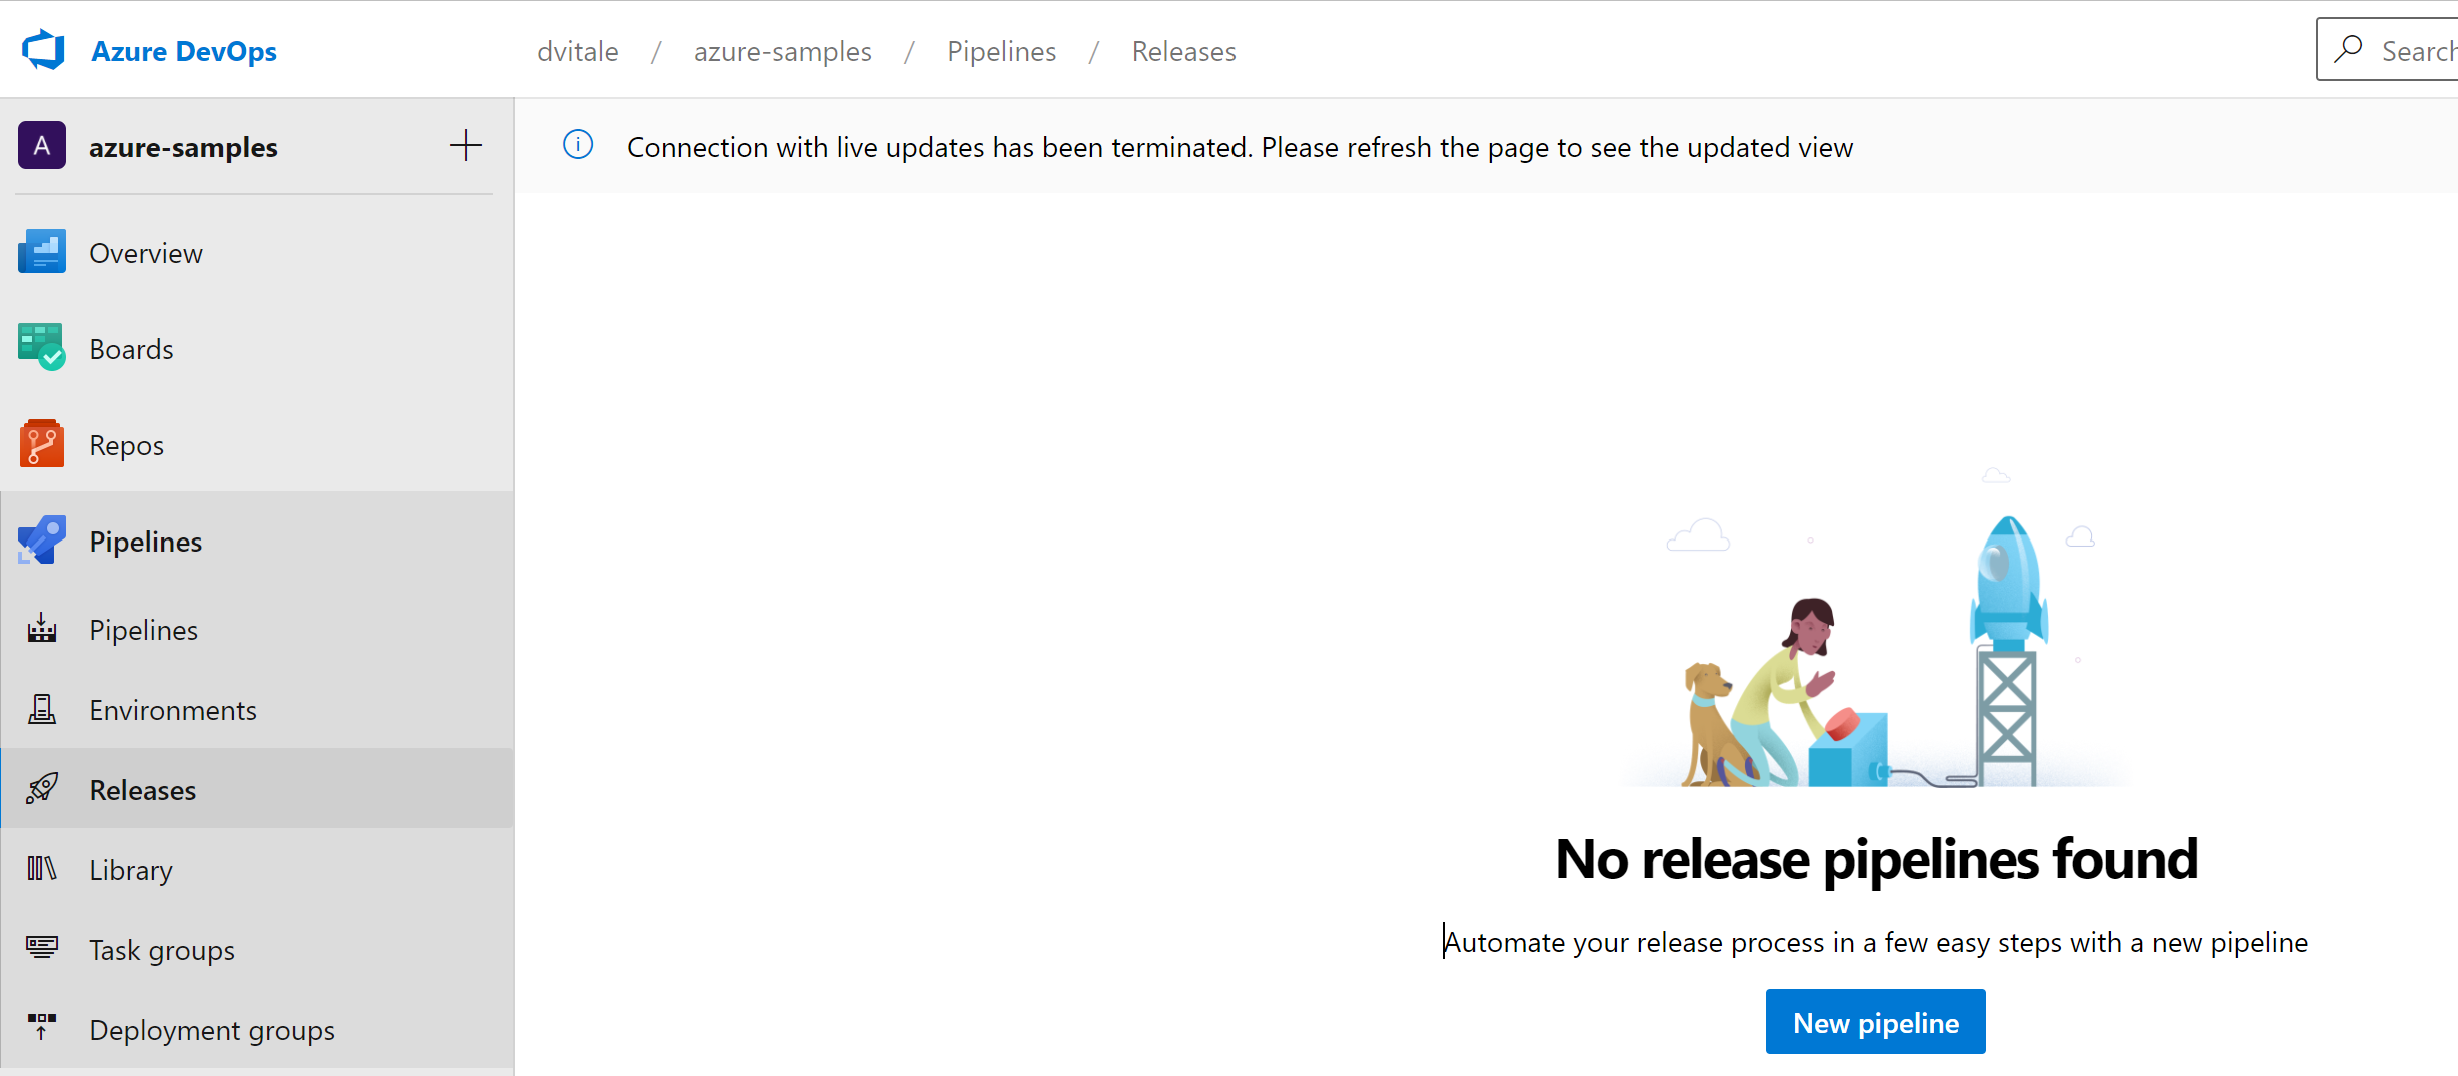 Azure DevOps
dvitale / azure-samples / Pipelines / Releases
Search
A azure-samples
Connection with live updates has been terminated. Please refresh the page to see the updated view
Overview
Boards
Repos
Pipelines
Pipelines
Environments
Releases
Library
Task groups
Deployment groups
No release pipelines found
Automate your release process in a few easy steps with a new pipeline
New pipeline